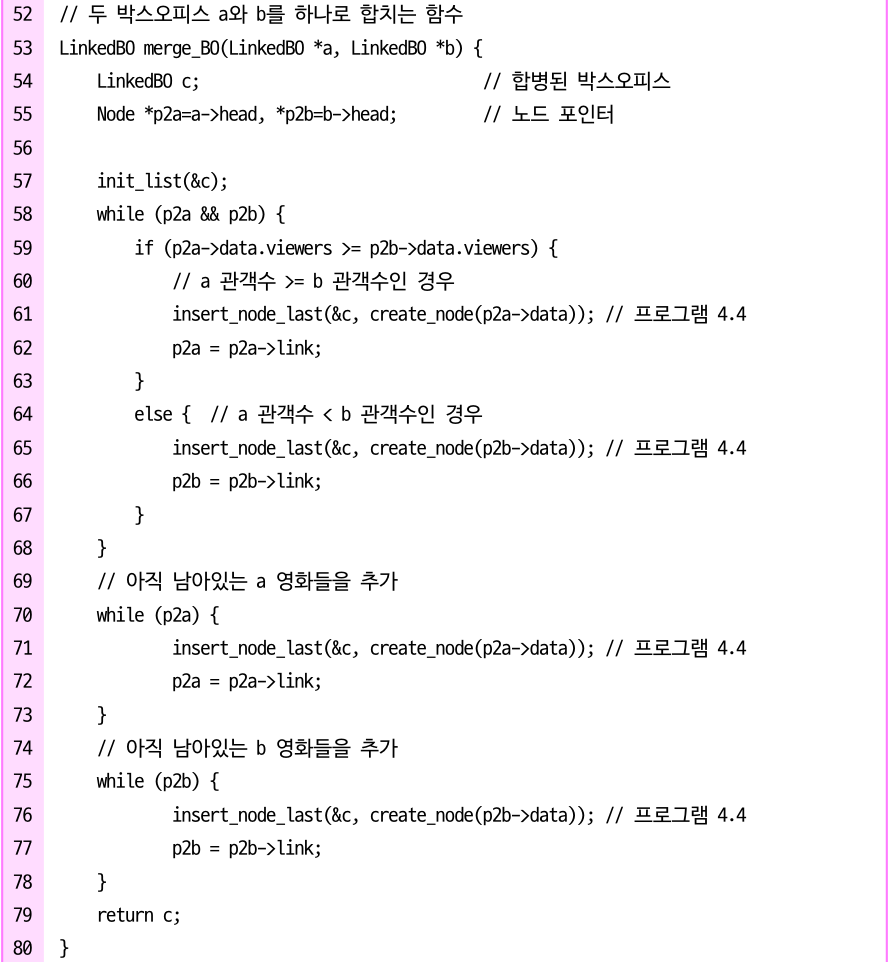 52 // 두 박스오피스 a와 b를 하나로 합치는 함수
53 LinkedBO merge_BO(LinkedBO *a, LinkedBO *b) {
54     LinkedBO c;                              // 합병된 박스오피스
55     Node *p2a=a->head, *p2b=b->head;         // 노드 포인터
56
57     init_list(&c);
58     while (p2a && p2b) {
59         if (p2a->data.viewers >= p2b->data.viewers) {
60             // a 관객수 >= b 관객수인 경우
61             insert_node_last(&c, create_node(p2a->data)); // 프로그램 4.4
62             p2a = p2a->link;
63         }
64         else {  // a 관객수 < b 관객수인 경우
65             insert_node_last(&c, create_node(p2b->data)); // 프로그램 4.4
66             p2b = p2b->link;
67         }
68     }
69     // 아직 남아있는 a 영화들을 추가
70     while (p2a) {
71             insert_node_last(&c, create_node(p2a->data)); // 프로그램 4.4
72             p2a = p2a->link;
73     }
74     // 아직 남아있는 b 영화들을 추가
75     while (p2b) {
76             insert_node_last(&c, create_node(p2b->data)); // 프로그램 4.4
77             p2b = p2b->link;
78     }
79     return c;
80 }